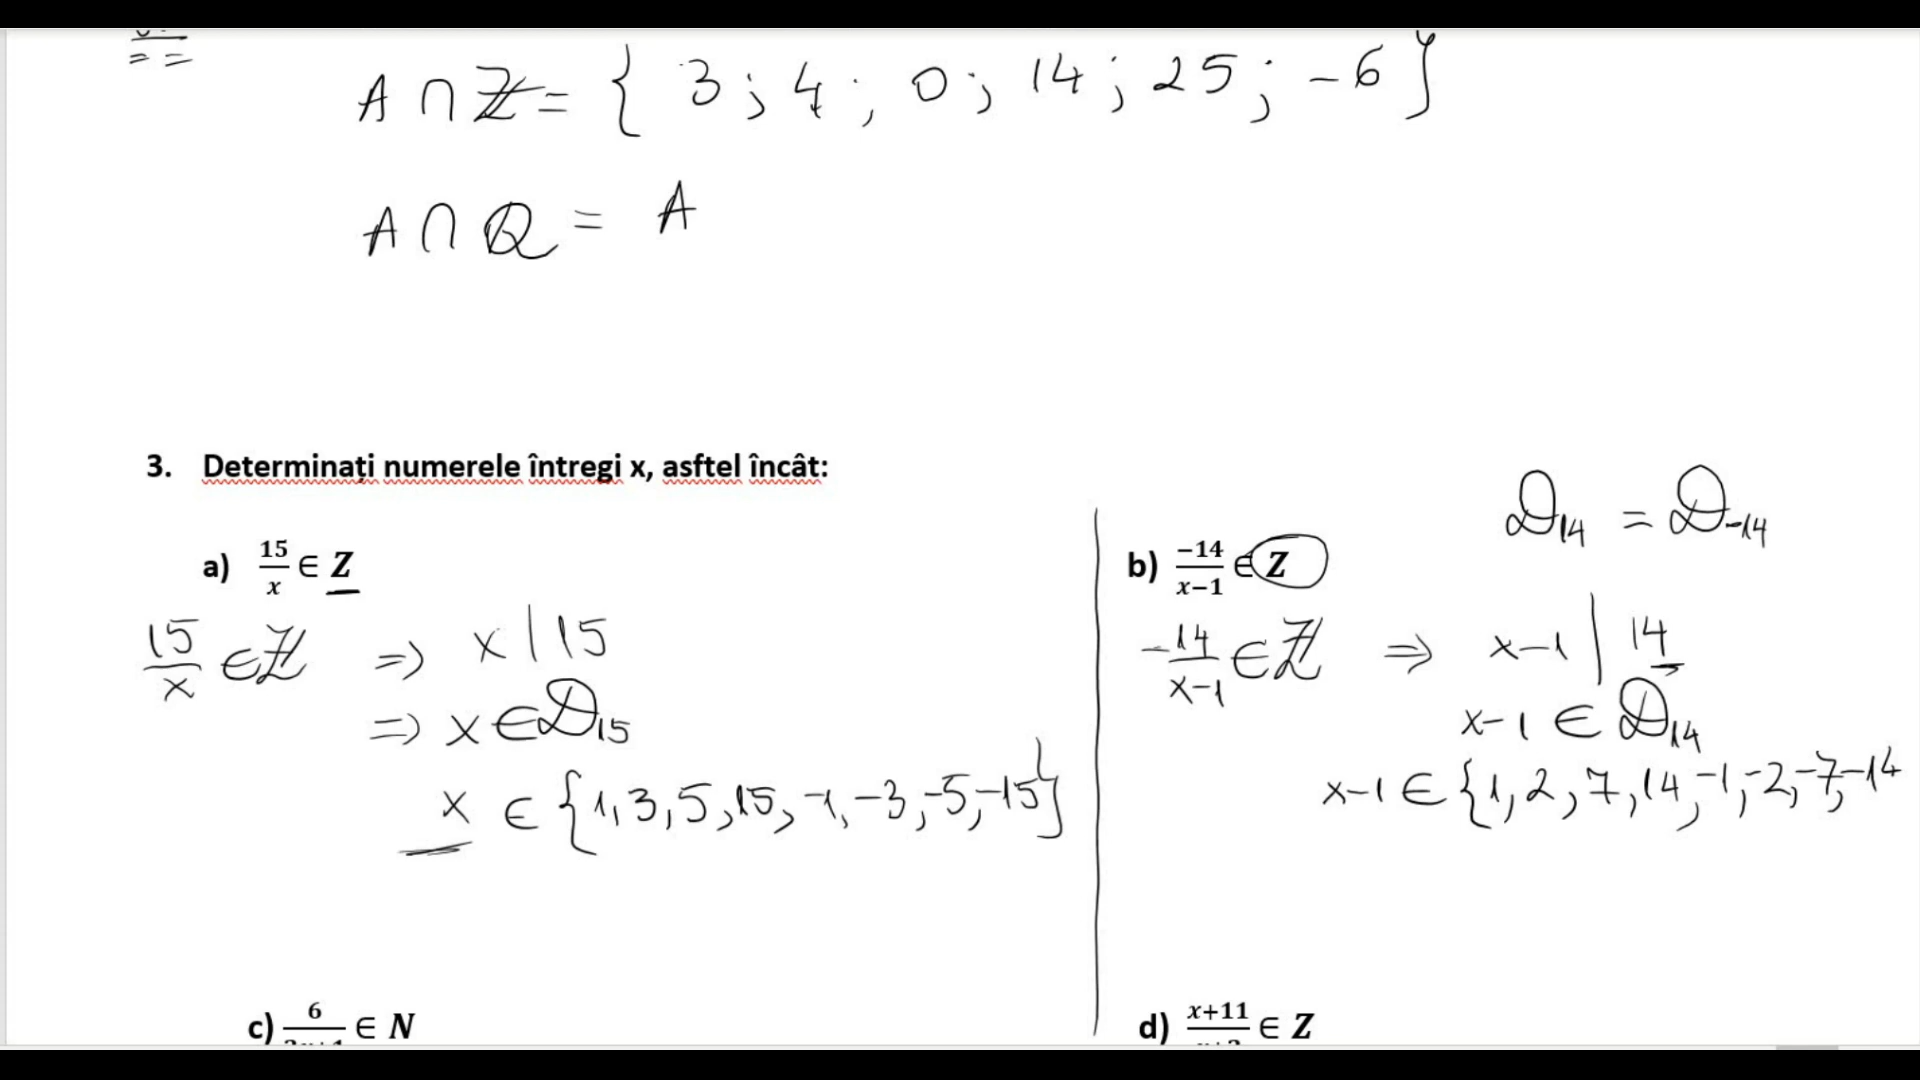 A ∩ Z = { 3 ; 4 ; 0 ; 14 ; 25 ; -6 }
A ∩ Q = A
3. Determinați numerele întregi x, asftel încât:
a) 15/x ∈ Z
15/x ∈ Z => x | 15
=> x ∈ D15
x ∈ {1, 3, 5, 15, -1, -3, -5, -15}
D14 = D-14
b) -14/x-1 ∈ Z
-14/x-1 ∈ Z => x-1 | 14
x-1 ∈ D14
x-1 ∈ {1, 2, 7, 14, -1, -2, -7, -14
c) 6/ ∈ N
d) x+11/ ∈ Z